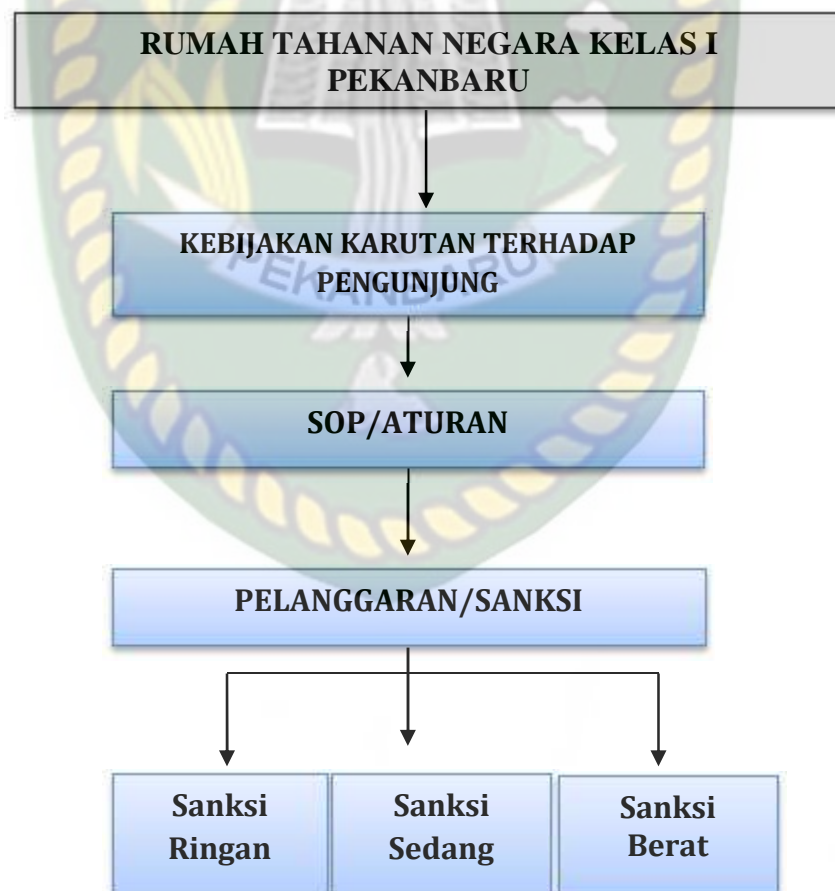 RUMAH TAHANAN NEGARA KELAS I
PEKANBARU
KEBIJAKAN KARUTAN TERHADAP
PENGUNJUNG
PEKANBARU
SOP/ATURAN
PELANGGARAN/SANKSI
Sanksi
Ringan
Sanksi
Sedang
Sanksi
Berat